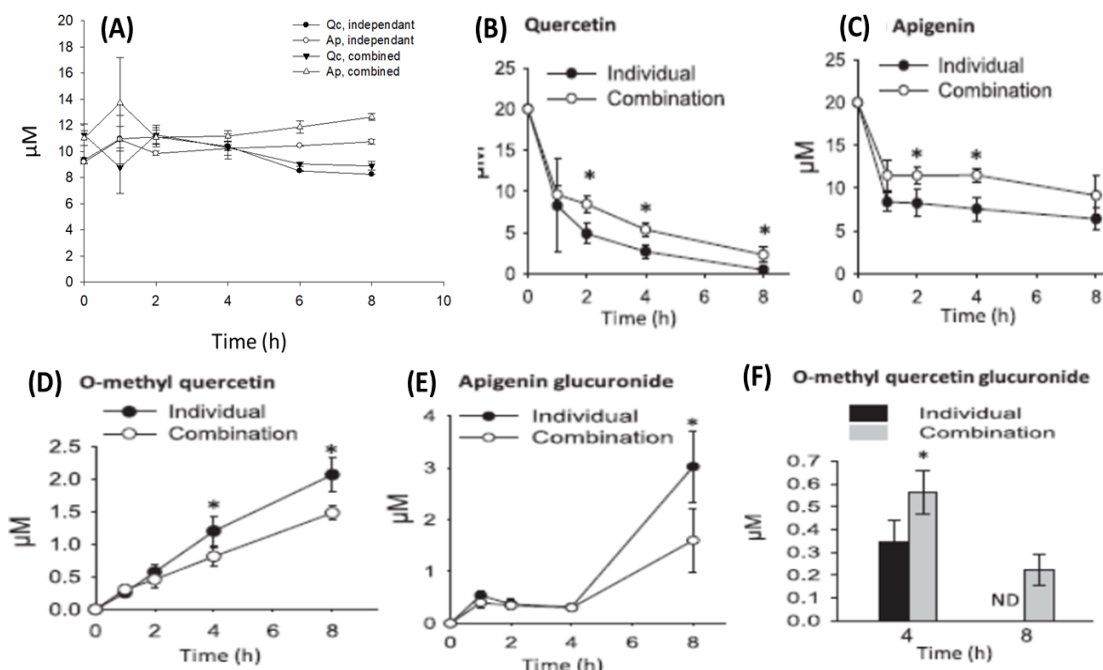 (A)
Qc, independant
Ap, independant
Qc, combined
Ap, combined
20
18
16
14
12
10
8
6
4
2
0
μM
0 2 4 6 8 10
Time (h)
(B) Quercetin
Individual
Combination
25
20
15
10
5
0
μM
* * *
0 2 4 6 8
Time (h)
(C) Apigenin
Individual
Combination
25
20
15
10
5
0
μM
* *
0 2 4 6 8
Time (h)
(D) O-methyl quercetin
Individual
Combination
2.5
2.0
1.5
1.0
0.5
0.0
μM
* *
0 2 4 6 8
Time (h)
(E) Apigenin glucuronide
Individual
Combination
4
3
2
1
0
μM
*
0 2 4 6 8
Time (h)
(F) O-methyl quercetin glucuronide
Individual
Combination
0.7
0.6
0.5
0.4
0.3
0.2
0.1
0.0
μM
*
ND
4 8
Time (h)